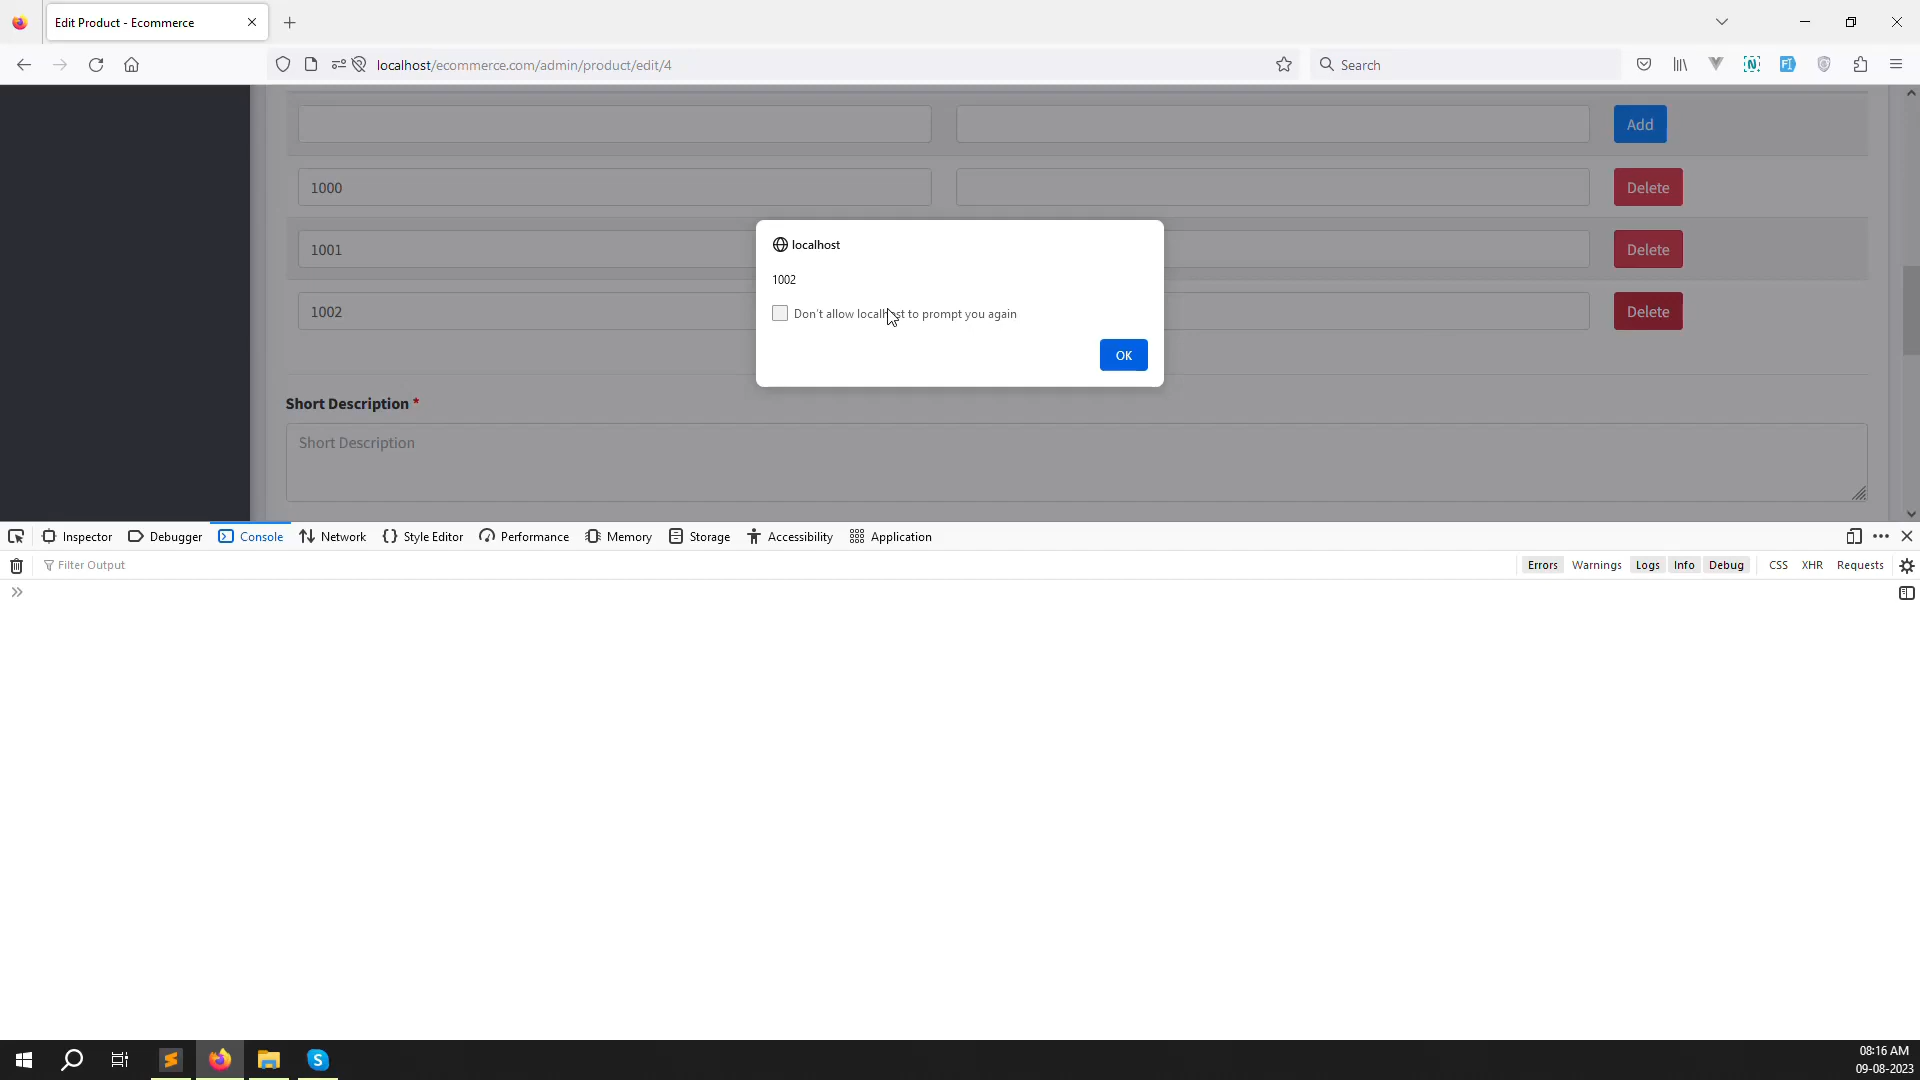 Edit Product - Ecommerce
localhost/ecommerce.com/admin/product/edit/4
Search
Add
1000
Delete
1001
Delete
1002
Delete
localhost
1002
Don't allow localhost to prompt you again
OK
Short Description *
Short Description
Inspector Debugger Console Network Style Editor Performance Memory Storage Accessibility Application
Filter Output
Errors Warnings Logs Info Debug CSS XHR Requests
08:16 AM
09-08-2023